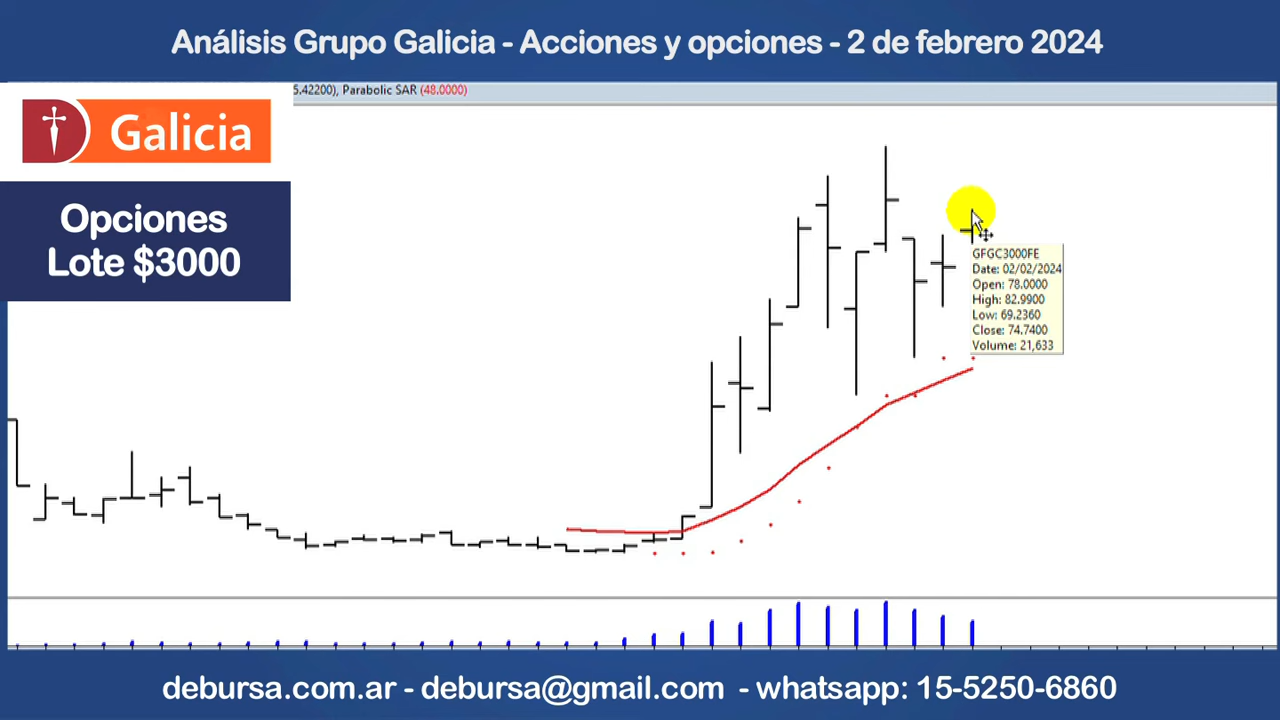 Análisis Grupo Galicia - Acciones y opciones - 2 de febrero 2024
5.42200), Parabolic SAR (48.0000)
Galicia
Opciones
Lote $3000
GFGC3000FE
Date: 02/02/2024
Open: 78.0000
High: 82.9900
Low: 69.2360
Close: 74.7400
Volume: 21,633
debursa.com.ar - debursa@gmail.com - whatsapp: 15-5250-6860